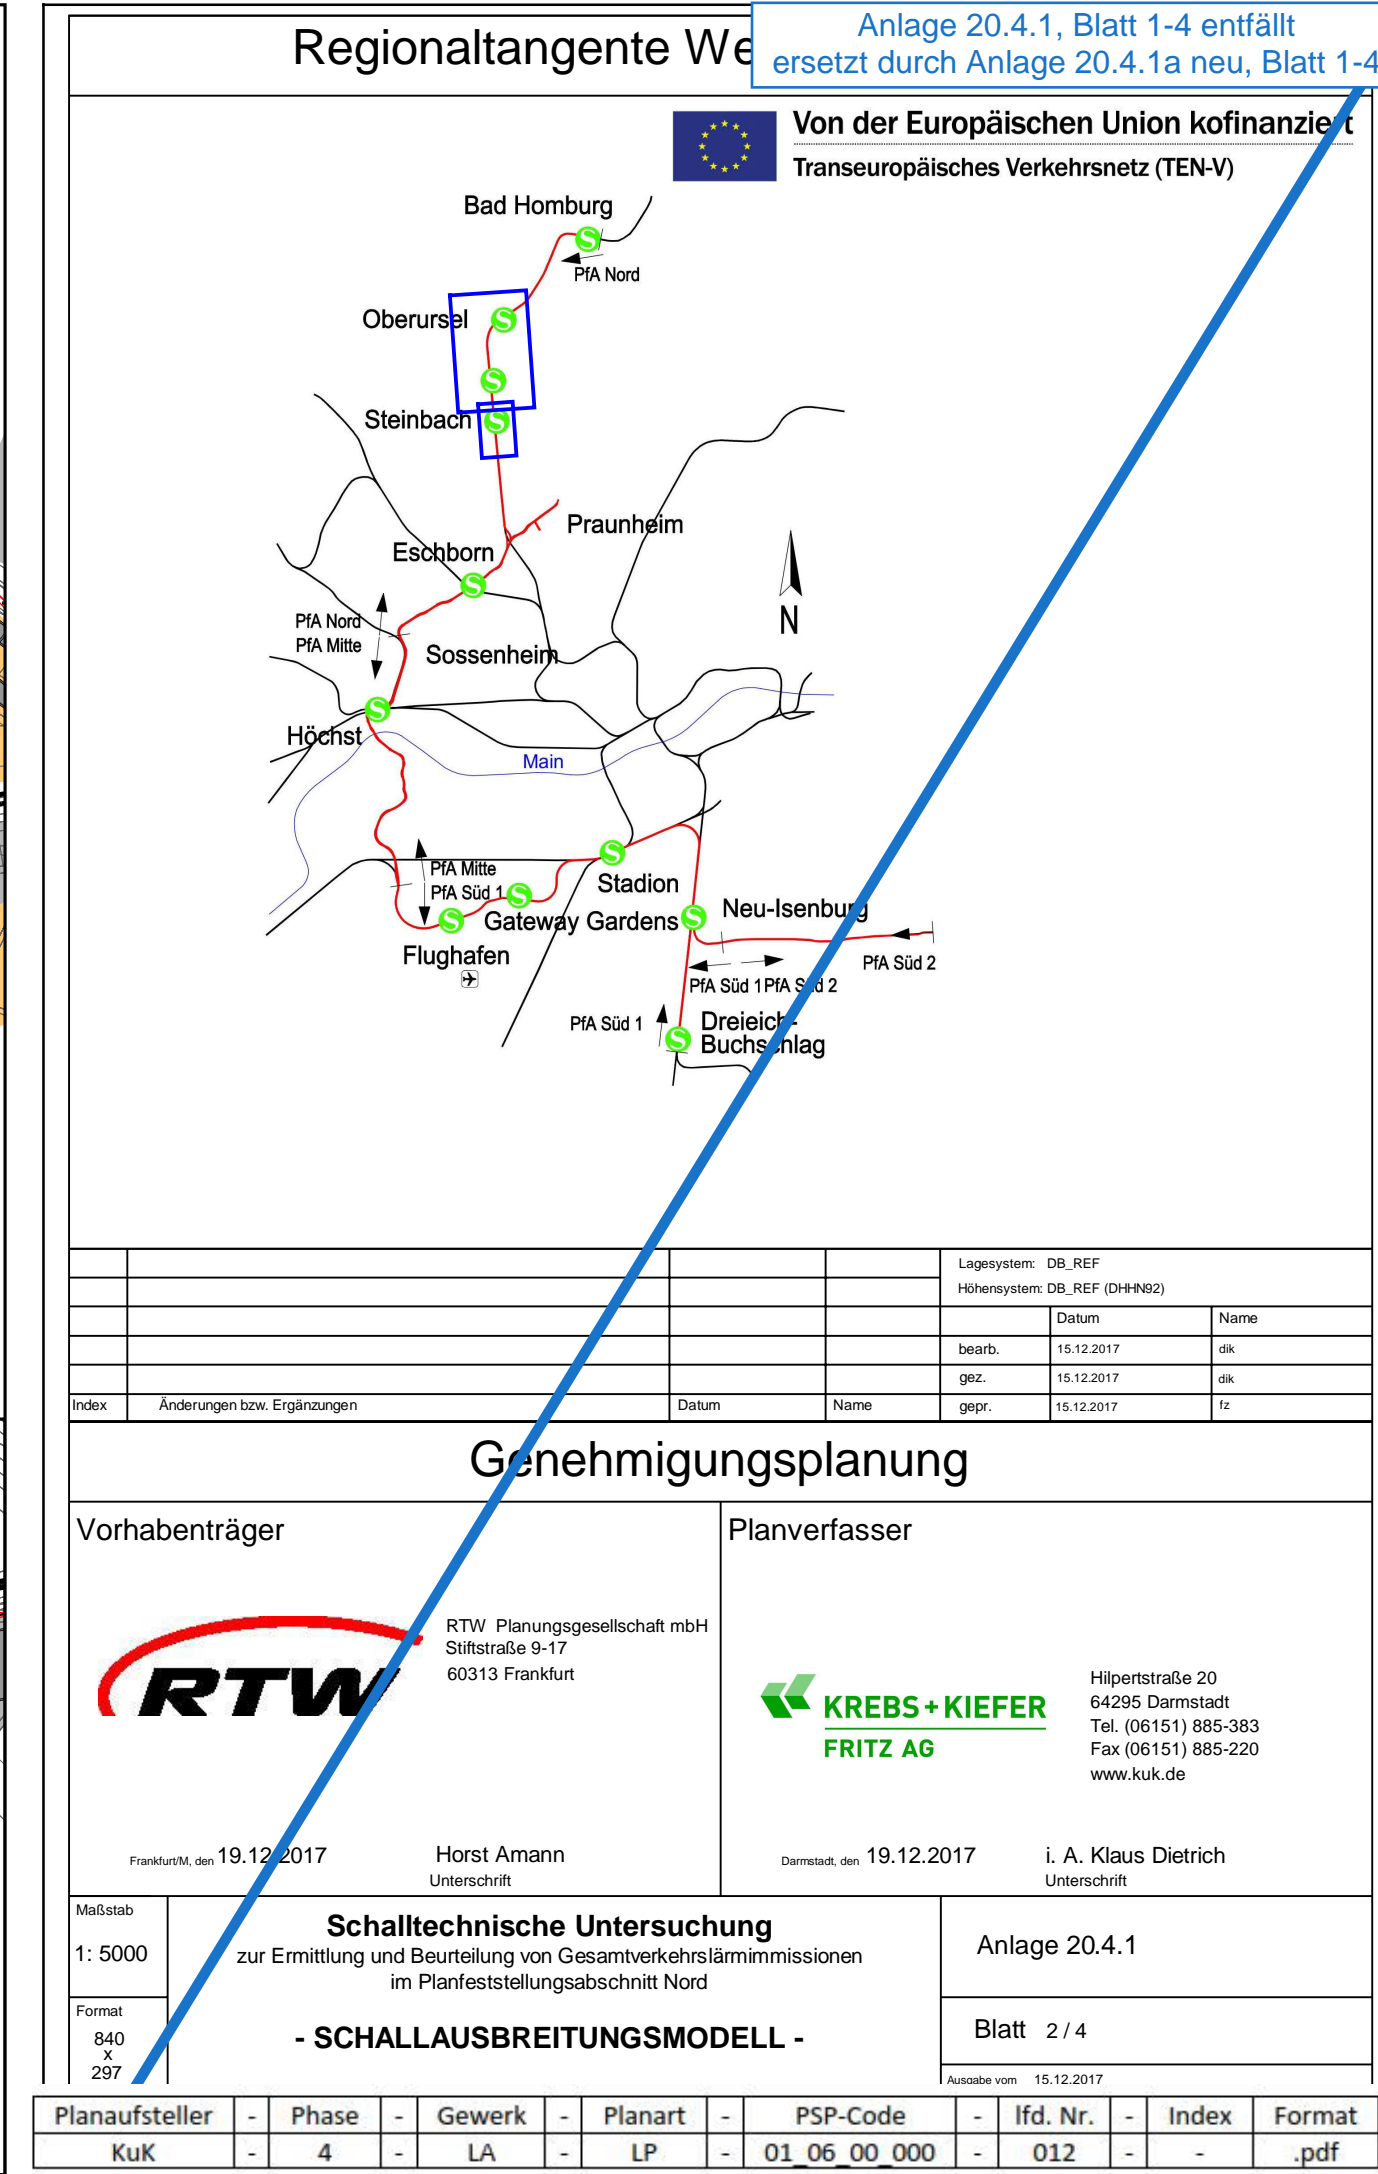 Regionaltangente We
Anlage 20.4.1, Blatt 1-4 entfällt
ersetzt durch Anlage 20.4.1a neu, Blatt 1-4
Von der Europäischen Union kofinanziert
Transeuropäisches Verkehrsnetz (TEN-V)
Bad Homburg
S
PfA Nord
Oberursel
S
S
Steinbach
S
Praunheim
Eschborn
S
N
PfA Nord
PfA Mitte
Sossenheim
S
Höchst
Main
S
PfA Mitte
PfA Süd 1
S
Stadion
Neu-Isenburg
S
Gateway Gardens
S
Flughafen
PfA Süd 2
PfA Süd 1
PfA Süd 2
PfA Süd 1
Dreieich-
Buchschlag
S
Lagesystem: DB_REF
Höhensystem: DB_REF (DHHN92)
Datum Name
bearb. 15.12.2017 dik
gez. 15.12.2017 dik
Index Änderungen bzw. Ergänzungen Datum Name gepr. 15.12.2017 fz
Genehmigungsplanung
Vorhabenträger
RTW
RTW Planungsgesellschaft mbH
Stiftstraße 9-17
60313 Frankfurt
Frankfurt/M, den 19.12.2017 Horst Amann
Unterschrift
Planverfasser
KREBS+KIEFER
FRITZ AG
Hilpertstraße 20
64295 Darmstadt
Tel. (06151) 885-383
Fax (06151) 885-220
www.kuk.de
Darmstadt, den 19.12.2017 i. A. Klaus Dietrich
Unterschrift
Maßstab
1: 5000
Format
840
x
297
Schalltechnische Untersuchung
zur Ermittlung und Beurteilung von Gesamtverkehrslärmimmissionen
im Planfeststellungsabschnitt Nord
- SCHALLAUSBREITUNGSMODELL -
Anlage 20.4.1
Blatt 2 / 4
Ausgabe vom 15.12.2017
Planaufsteller - Phase - Gewerk - Planart - PSP-Code - lfd. Nr. - Index Format
KuK - 4 - LA - LP - 01_06_00_000 - 012 - - .pdf